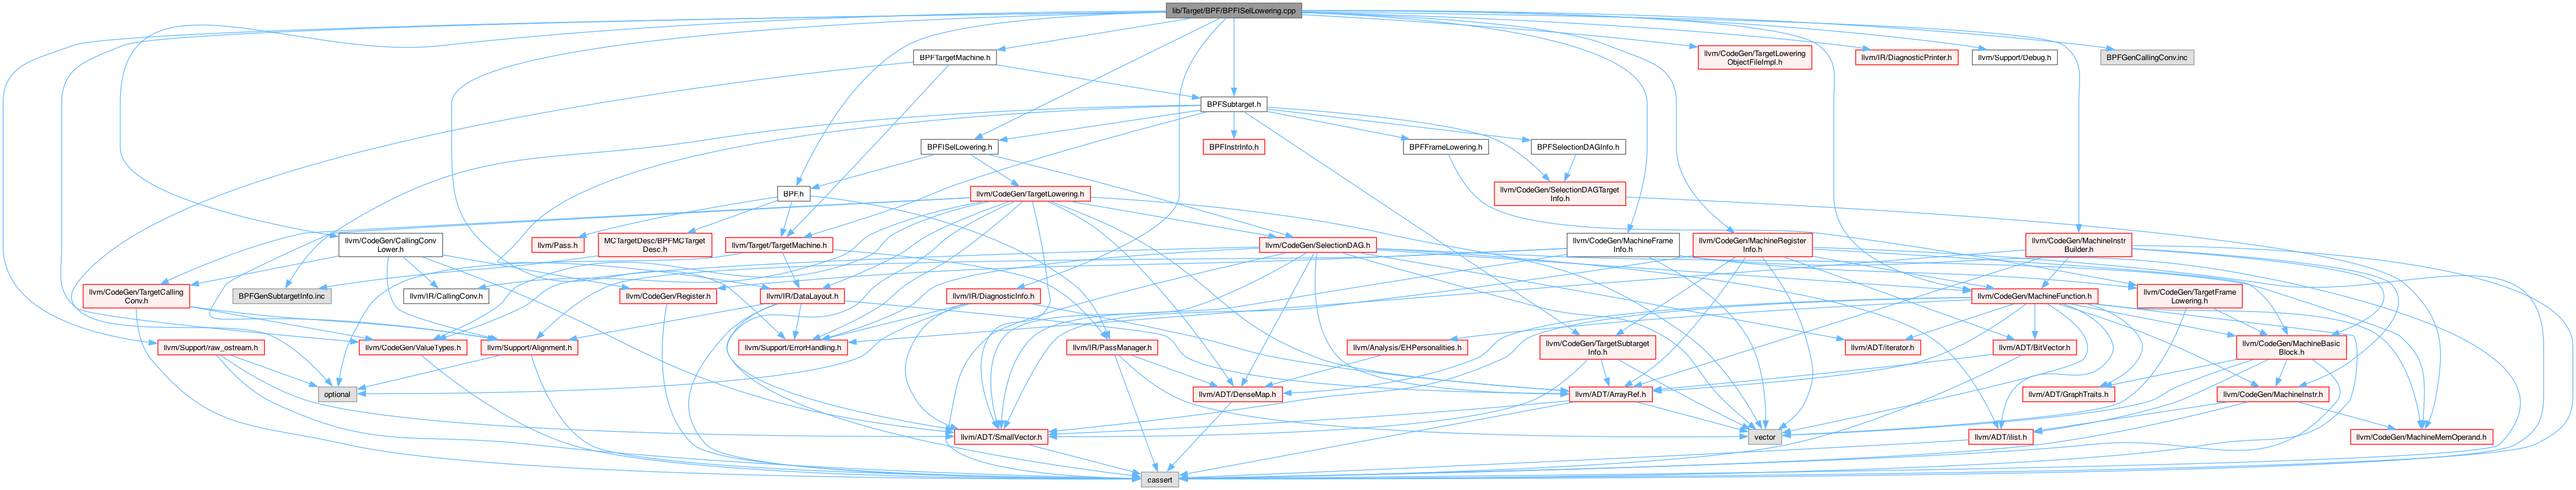 lib/Target/BPF/BPFISelLowering.cpp
BPFTargetMachine.h
llvm/CodeGen/TargetLowering
ObjectFileImpl.h
llvm/IR/DiagnosticPrinter.h
llvm/Support/Debug.h
BPFGenCallingConv.inc
BPFSubtarget.h
BPFISelLowering.h
BPFInstrInfo.h
BPFFrameLowering.h
BPFSelectionDAGInfo.h
BPF.h
llvm/CodeGen/TargetLowering.h
llvm/CodeGen/SelectionDAGTarget
Info.h
llvm/CodeGen/CallingConv
Lower.h
llvm/Pass.h
MCTargetDesc/BPFMCTarget
Desc.h
llvm/Target/TargetMachine.h
llvm/CodeGen/SelectionDAG.h
llvm/CodeGen/MachineFrame
Info.h
llvm/CodeGen/MachineRegister
Info.h
llvm/CodeGen/MachineInstr
Builder.h
llvm/CodeGen/TargetCalling
Conv.h
BPFGenSubtargetInfo.inc
llvm/IR/CallingConv.h
llvm/CodeGen/Register.h
llvm/IR/DataLayout.h
llvm/IR/DiagnosticInfo.h
llvm/CodeGen/MachineFunction.h
llvm/CodeGen/TargetFrame
Lowering.h
llvm/Support/raw_ostream.h
llvm/CodeGen/ValueTypes.h
llvm/Support/Alignment.h
llvm/Support/ErrorHandling.h
llvm/IR/PassManager.h
llvm/Analysis/EHPersonalities.h
llvm/CodeGen/TargetSubtarget
Info.h
llvm/ADT/iterator.h
llvm/ADT/BitVector.h
llvm/CodeGen/MachineBasic
Block.h
optional
llvm/ADT/DenseMap.h
llvm/ADT/ArrayRef.h
llvm/ADT/GraphTraits.h
llvm/CodeGen/MachineInstr.h
llvm/ADT/SmallVector.h
vector
llvm/ADT/ilist.h
llvm/CodeGen/MachineMemOperand.h
cassert